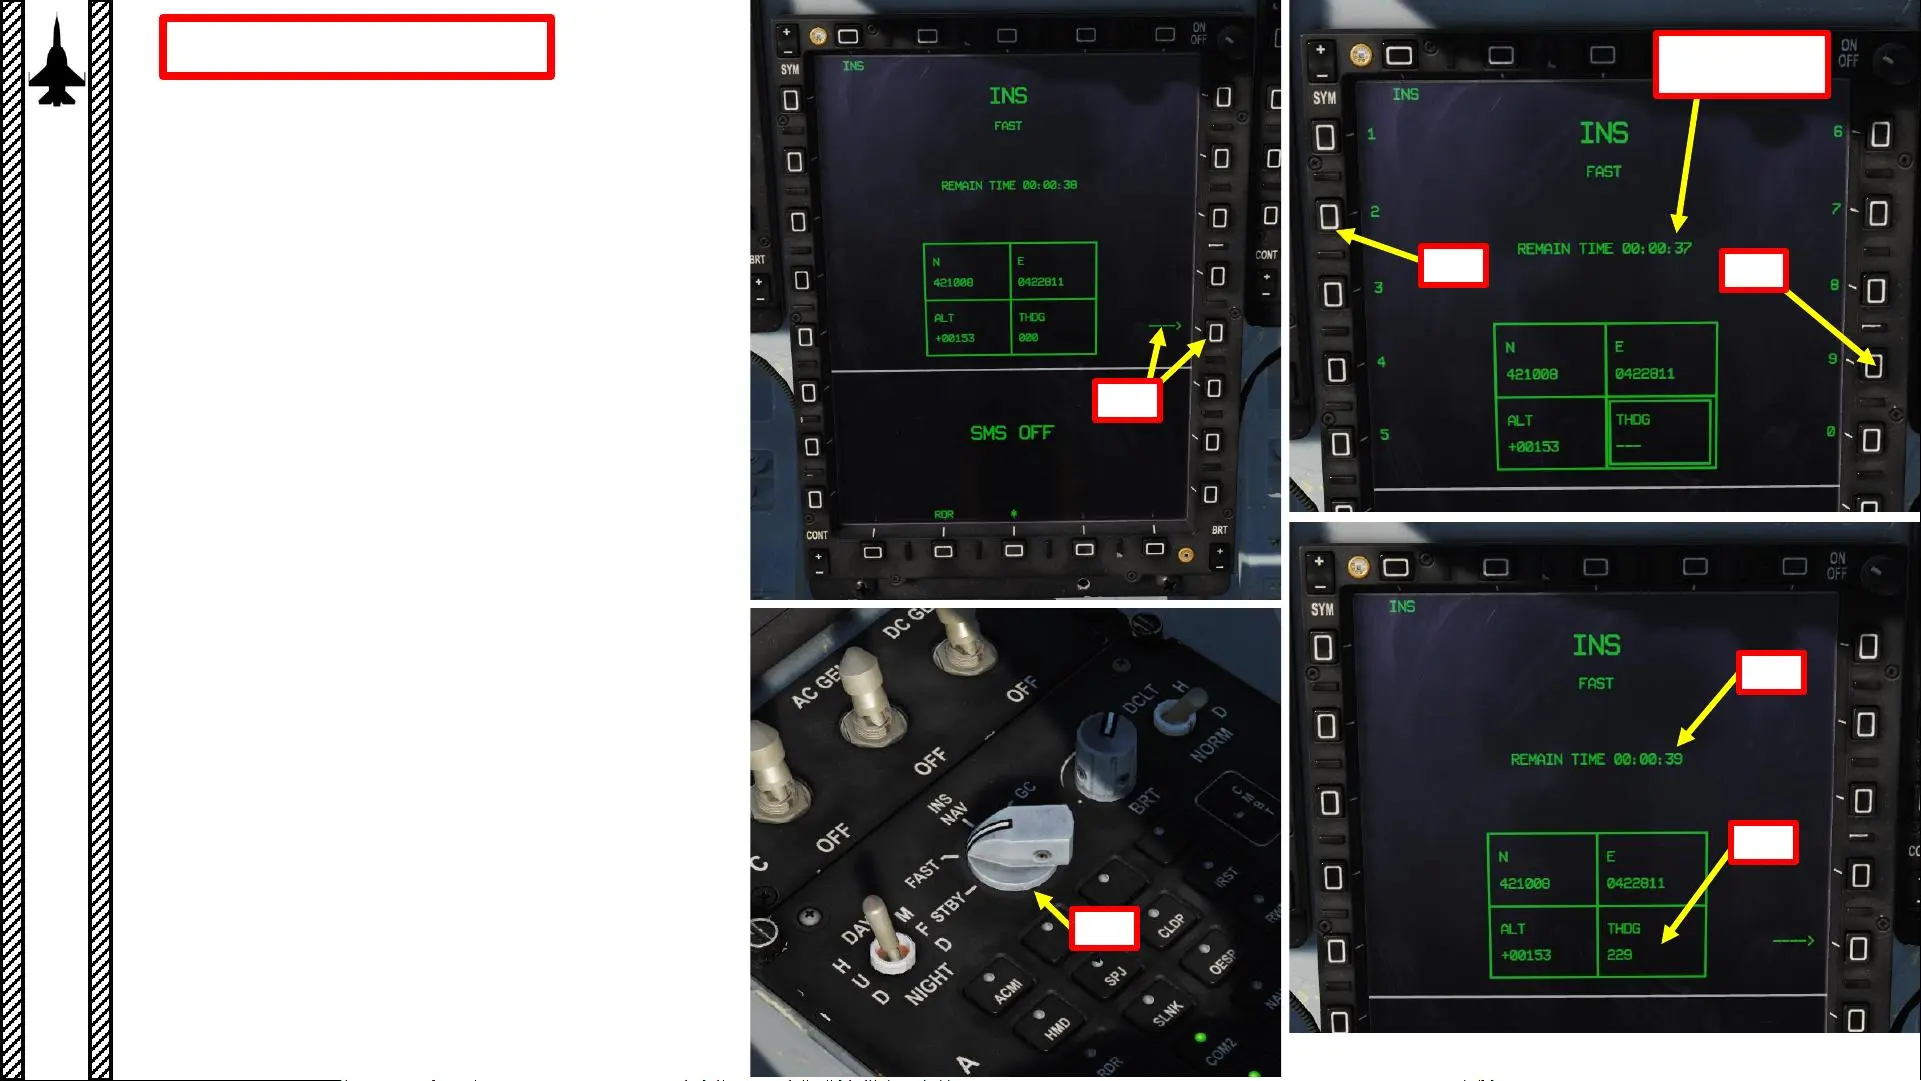 INS
INS
FAST
REMAIN TIME 00:00:38
N
421008
E
0422811
ALT
+00153
THDG
000
---->
SMS OFF
RDR
*
SYM
ON
OFF
BRT
CONT
CONT
BRT
INS
INS
FAST
REMAIN TIME 00:00:37
1
2
3
4
5
6
7
8
9
0
N
421008
E
0422811
ALT
+00153
THDG
---
SYM
ON
OFF
AC GEN
DC GE
OFF
OFF
OFF
C
INS
NAV
GC
FAST
STBY
DCLT
BRT
H
D
NORM
DAY
NIGHT
H
U
D
M
F
D
ACMI
HMD
SPJ
SLNK
CLDP
OESP
IRST
RDR
COM2
A
INS
INS
FAST
REMAIN TIME 00:00:39
N
421008
E
0422811
ALT
+00153
THDG
229
---->
SYM
ON
OFF